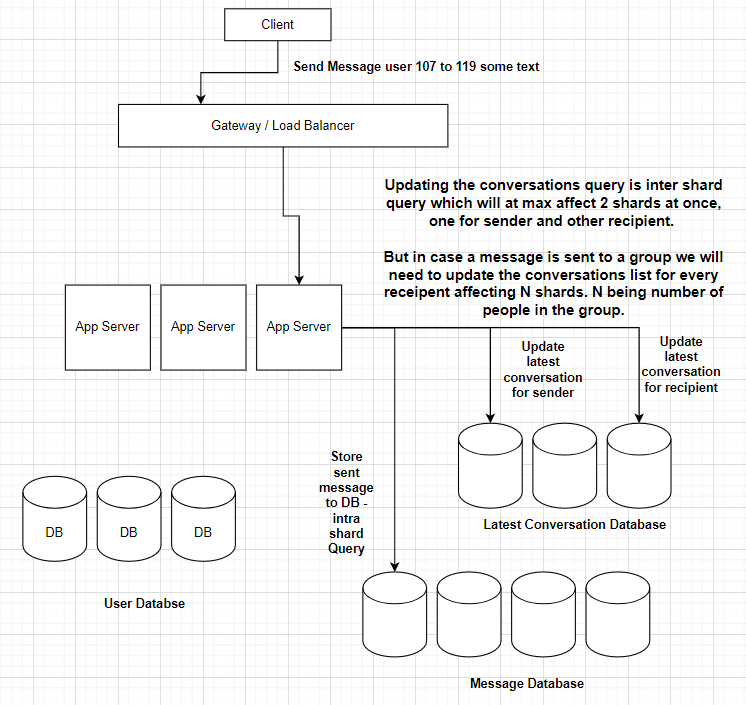 Client
Send Message user 107 to 119 some text
Gateway / Load Balancer
Updating the conversations query is inter shard
query which will at max affect 2 shards at once,
one for sender and other recipient.
But in case a message is sent to a group we will
need to update the conversations list for every
receipent affecting N shards. N being number of
people in the group.
App Server
App Server
App Server
Update
latest
conversation
for sender
Update
latest
conversation
for recipient
Store
sent
message
to DB -
intra
shard
Query
Latest Conversation Database
DB
DB
DB
User Databse
Message Database